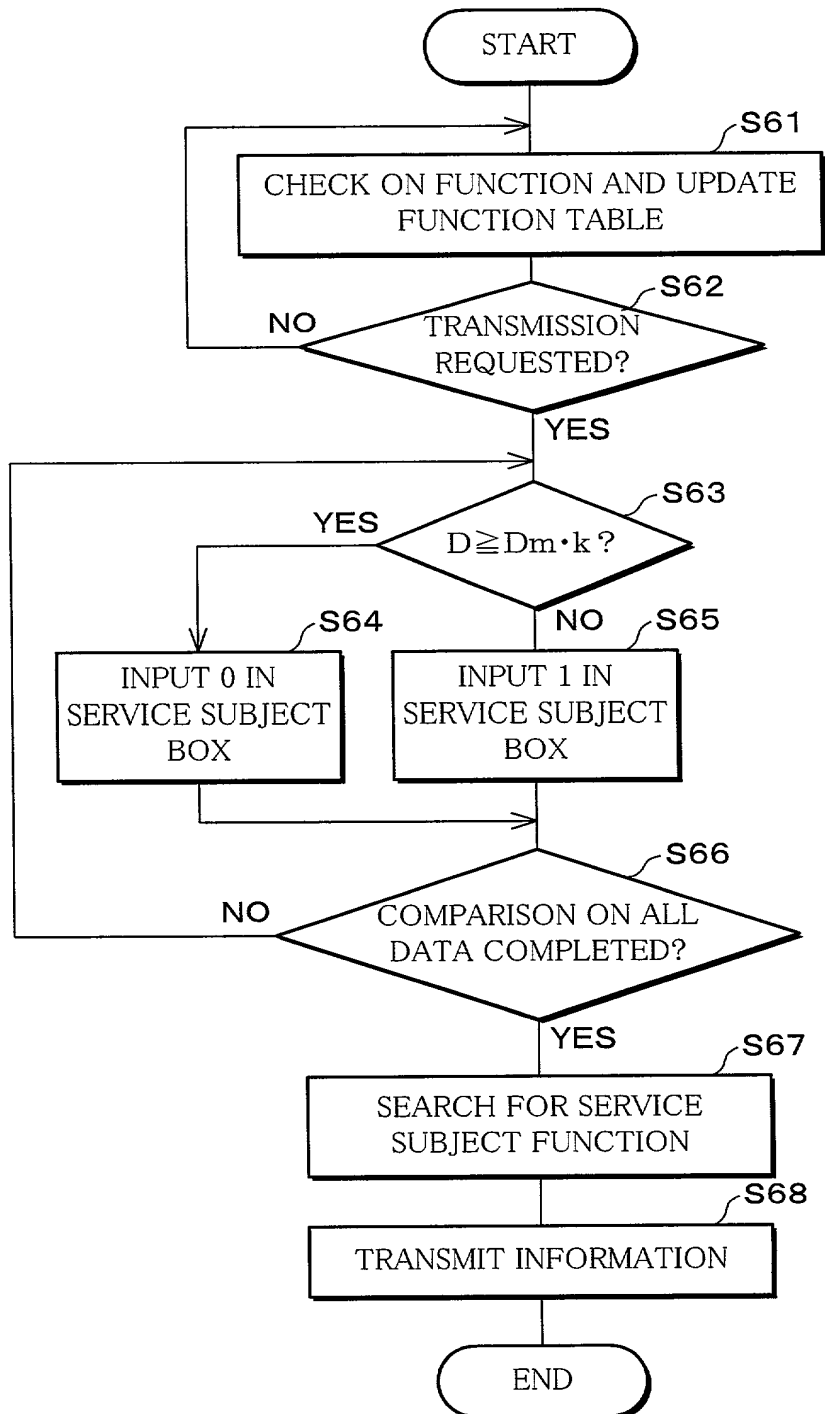 START
S61
CHECK ON FUNCTION AND UPDATE
FUNCTION TABLE
S62
NO
TRANSMISSION
REQUESTED?
YES
S63
YES
D≧Dm·k?
NO
S64
S65
INPUT 0 IN
SERVICE SUBJECT
BOX
INPUT 1 IN
SERVICE SUBJECT
BOX
S66
NO
COMPARISON ON ALL
DATA COMPLETED?
YES
S67
SEARCH FOR SERVICE
SUBJECT FUNCTION
S68
TRANSMIT INFORMATION
END